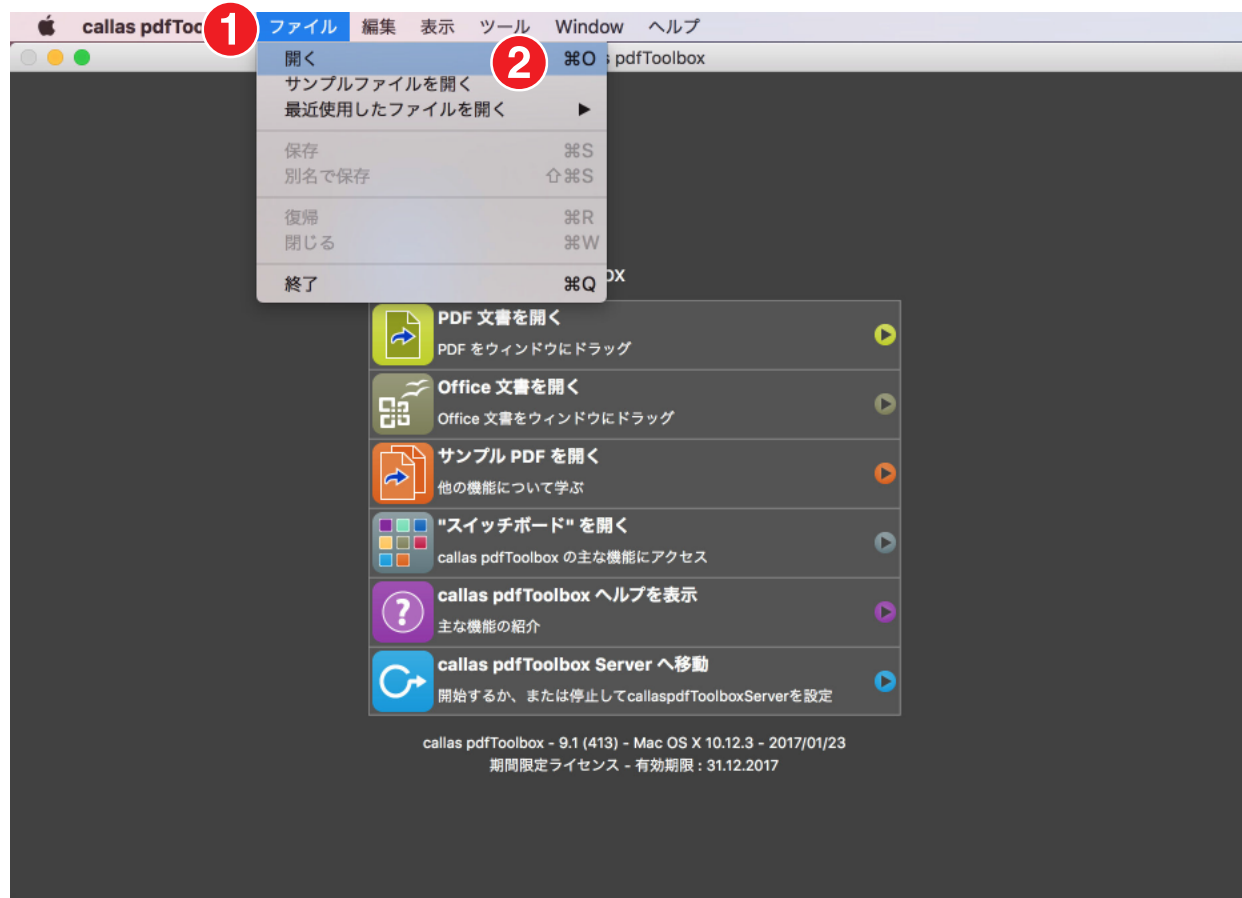 callas pdfToo 1 ファイル 編集 表示 ツール Window ヘルプ
開く 2 ⌘O pdfToolbox
サンプルファイルを開く
最近使用したファイルを開く ▶
保存 ⌘S
別名で保存 ⇧⌘S
復帰 ⌘R
閉じる ⌘W
終了 ⌘Q
ox
PDF 文書を開く
PDF をウィンドウにドラッグ
Office 文書を開く
Office 文書をウィンドウにドラッグ
サンプル PDF を開く
他の機能について学ぶ
"スイッチボード" を開く
callas pdfToolbox の主な機能にアクセス
?
callas pdfToolbox ヘルプを表示
主な機能の紹介
callas pdfToolbox Server へ移動
開始するか、または停止してcallaspdfToolboxServerを設定
callas pdfToolbox - 9.1 (413) - Mac OS X 10.12.3 - 2017/01/23
期間限定ライセンス - 有効期限 : 31.12.2017